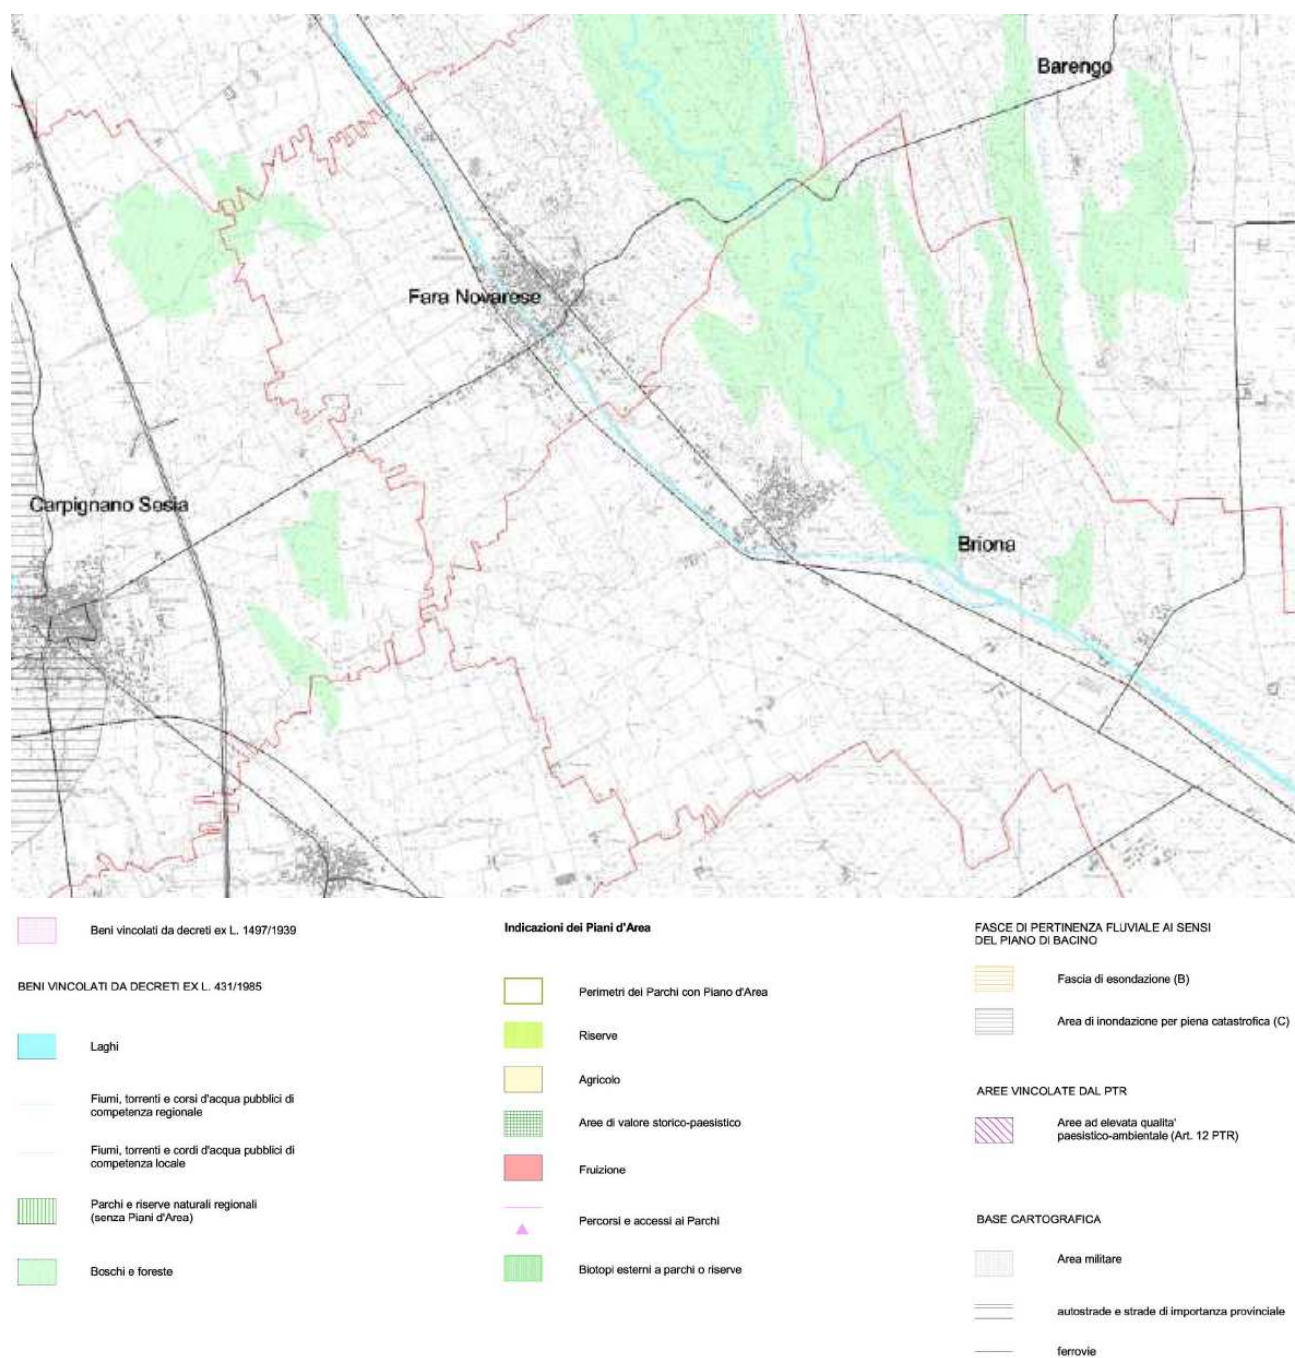 Barengo
Fara Novarese
Carpignano Sesia
Briona
Beni vincolati da decreti ex L. 1497/1939
BENI VINCOLATI DA DECRETI EX L. 431/1985
Laghi
Fiumi, torrenti e corsi d'acqua pubblici di
competenza regionale
Fiumi, torrenti e cordi d'acqua pubblici di
competenza locale
Parchi e riserve naturali regionali
(senza Piani d'Area)
Boschi e foreste
Indicazioni dei Piani d'Area
Perimetri dei Parchi con Piano d'Area
Riserve
Agricolo
Aree di valore storico-paesistico
Fruizione
Percorsi e accessi ai Parchi
Biotopi esterni a parchi o riserve
FASCE DI PERTINENZA FLUVIALE AI SENSI
DEL PIANO DI BACINO
Fascia di esondazione (B)
Area di inondazione per piena catastrofica (C)
AREE VINCOLATE DAL PTR
Aree ad elevata qualita'
paesistico-ambientale (Art. 12 PTR)
BASE CARTOGRAFICA
Area militare
autostrade e strade di importanza provinciale
ferrovie